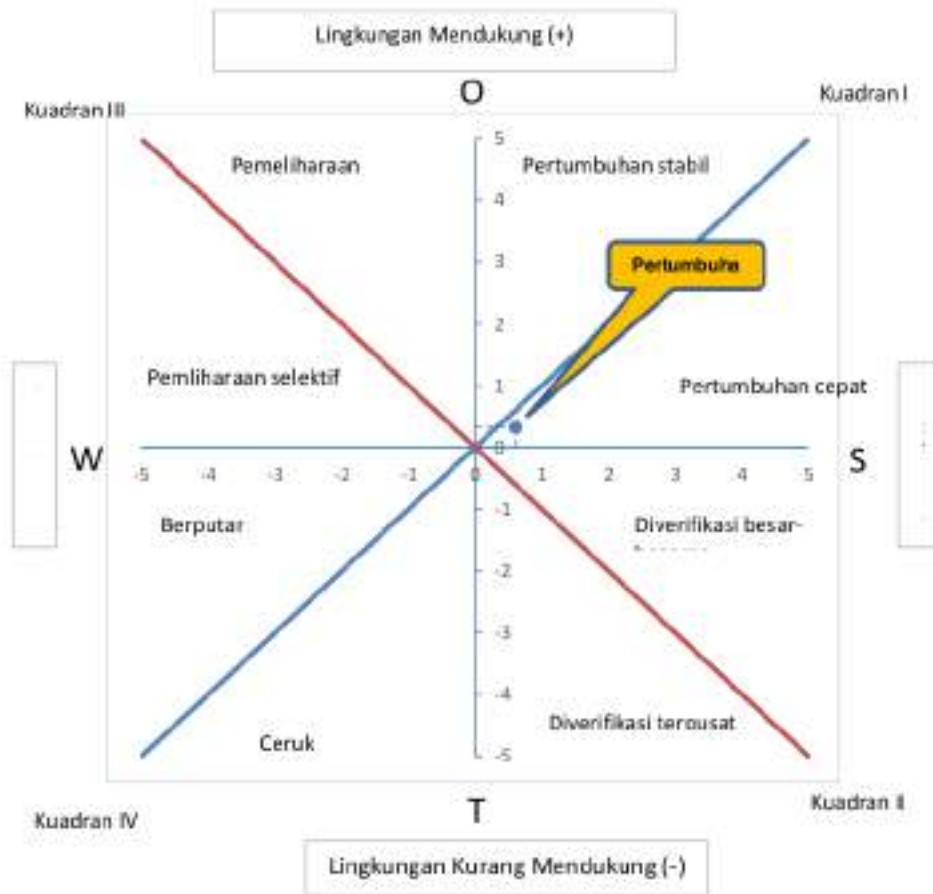 Lingkungan Mendukung (+)
O
Kuadran III
Kuadran I
5
Pemeliharaan
Pertumbuhan stabil
4
3
Pertumbuha
2
1
Pemliharaan selektif
Pertumbuhan cepat
0
W
S
-5 -4 -3 -2 -1 0 1 2 3 4 5
-1
Berputar
Diverifikasi besar-
-2
-3
-4
Diverifikasi terousat
Ceruk
-5
T
Kuadran II
Kuadran IV
Lingkungan Kurang Mendukung (-)